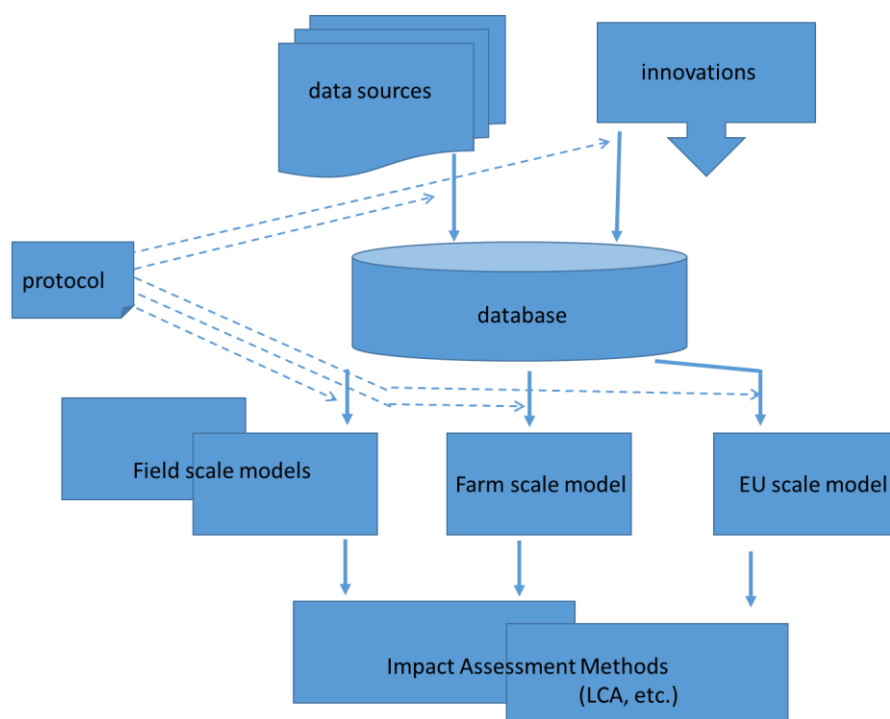 data sources
innovations
protocol
database
Field scale models
Farm scale model
EU scale model
Impact Assessment Methods
(LCA, etc.)